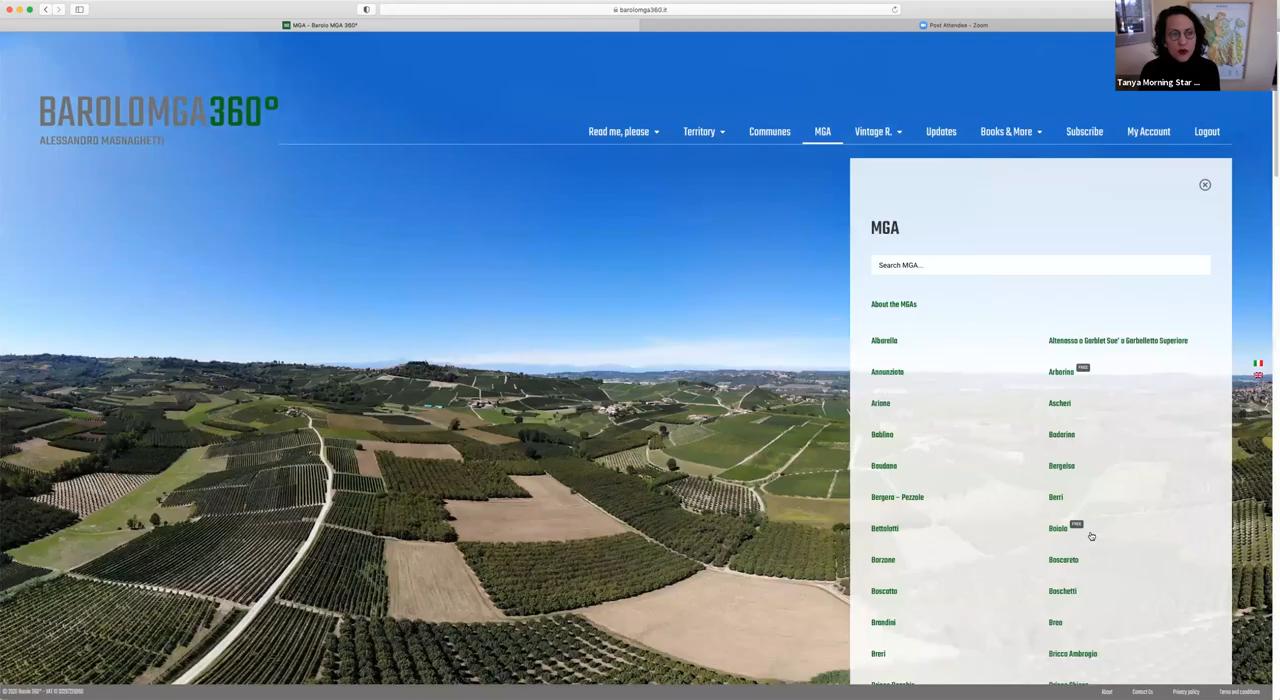 barolomga360.it
MGA - Barolo MGA 360°
Post Attendee - Zoom
Tanya Morning Star ...
BAROLOMGA360°
ALESSANDRO MASNAGHETTI
Read me, please
Territory
Communes
MGA
Vintage R.
Updates
Books & More
Subscribe
My Account
Logout
MGA
Search MGA...
About the MGAs
Albarella
Altenasso o Garblet Sue' o Garbelletto Superiore
Annunziata
Arborina FREE
Arione
Ascheri
Bablino
Badarina
Baudana
Bergeisa
Bergera – Pezzole
Berri
Bettolotti
Boiolo FREE
Borzone
Boscareto
Boscatto
Boschetti
Brandini
Brea
Breri
Bricco Ambrogio
About
Contact Us
Privacy policy
Terms and conditions